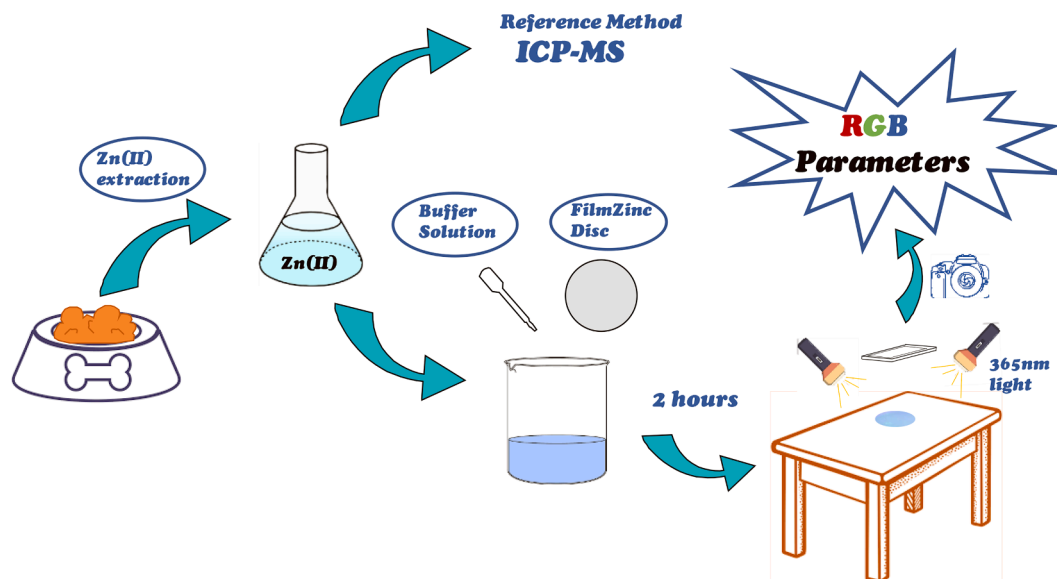 Reference Method
ICP-MS
Zn(II)
extraction
Zn(II)
Buffer
Solution
FilmZinc
Disc
RGB
Parameters
2 hours
365nm
light